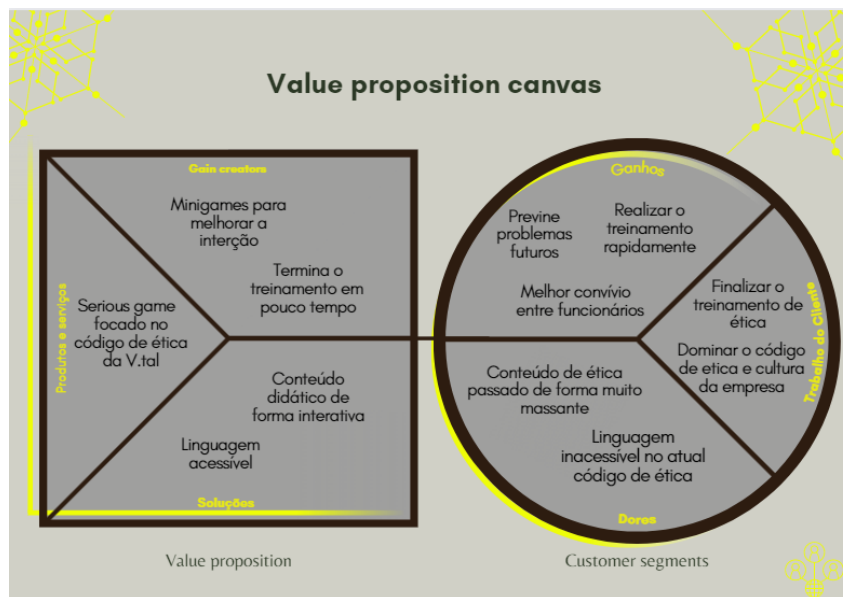 Value proposition canvas
Gain creators
Minigames para
melhorar a
interção
Termina o
treinamento em
pouco tempo
Produtos e serviços
Serious game
focado no
código de ética
da V.tal
Conteúdo
didático de
forma interativa
Linguagem
acessível
Soluções
Value proposition
Ganhos
Previne
problemas
futuros
Realizar o
treinamento
rapidamente
Melhor convívio
entre funcionários
Finalizar o
treinamento de
ética
Dominar o código
de etica e cultura
da empresa
Trabalho do Cliente
Conteúdo de ética
passado de forma muito
massante
Linguagem
inacessível no atual
código de ética
Dores
Customer segments